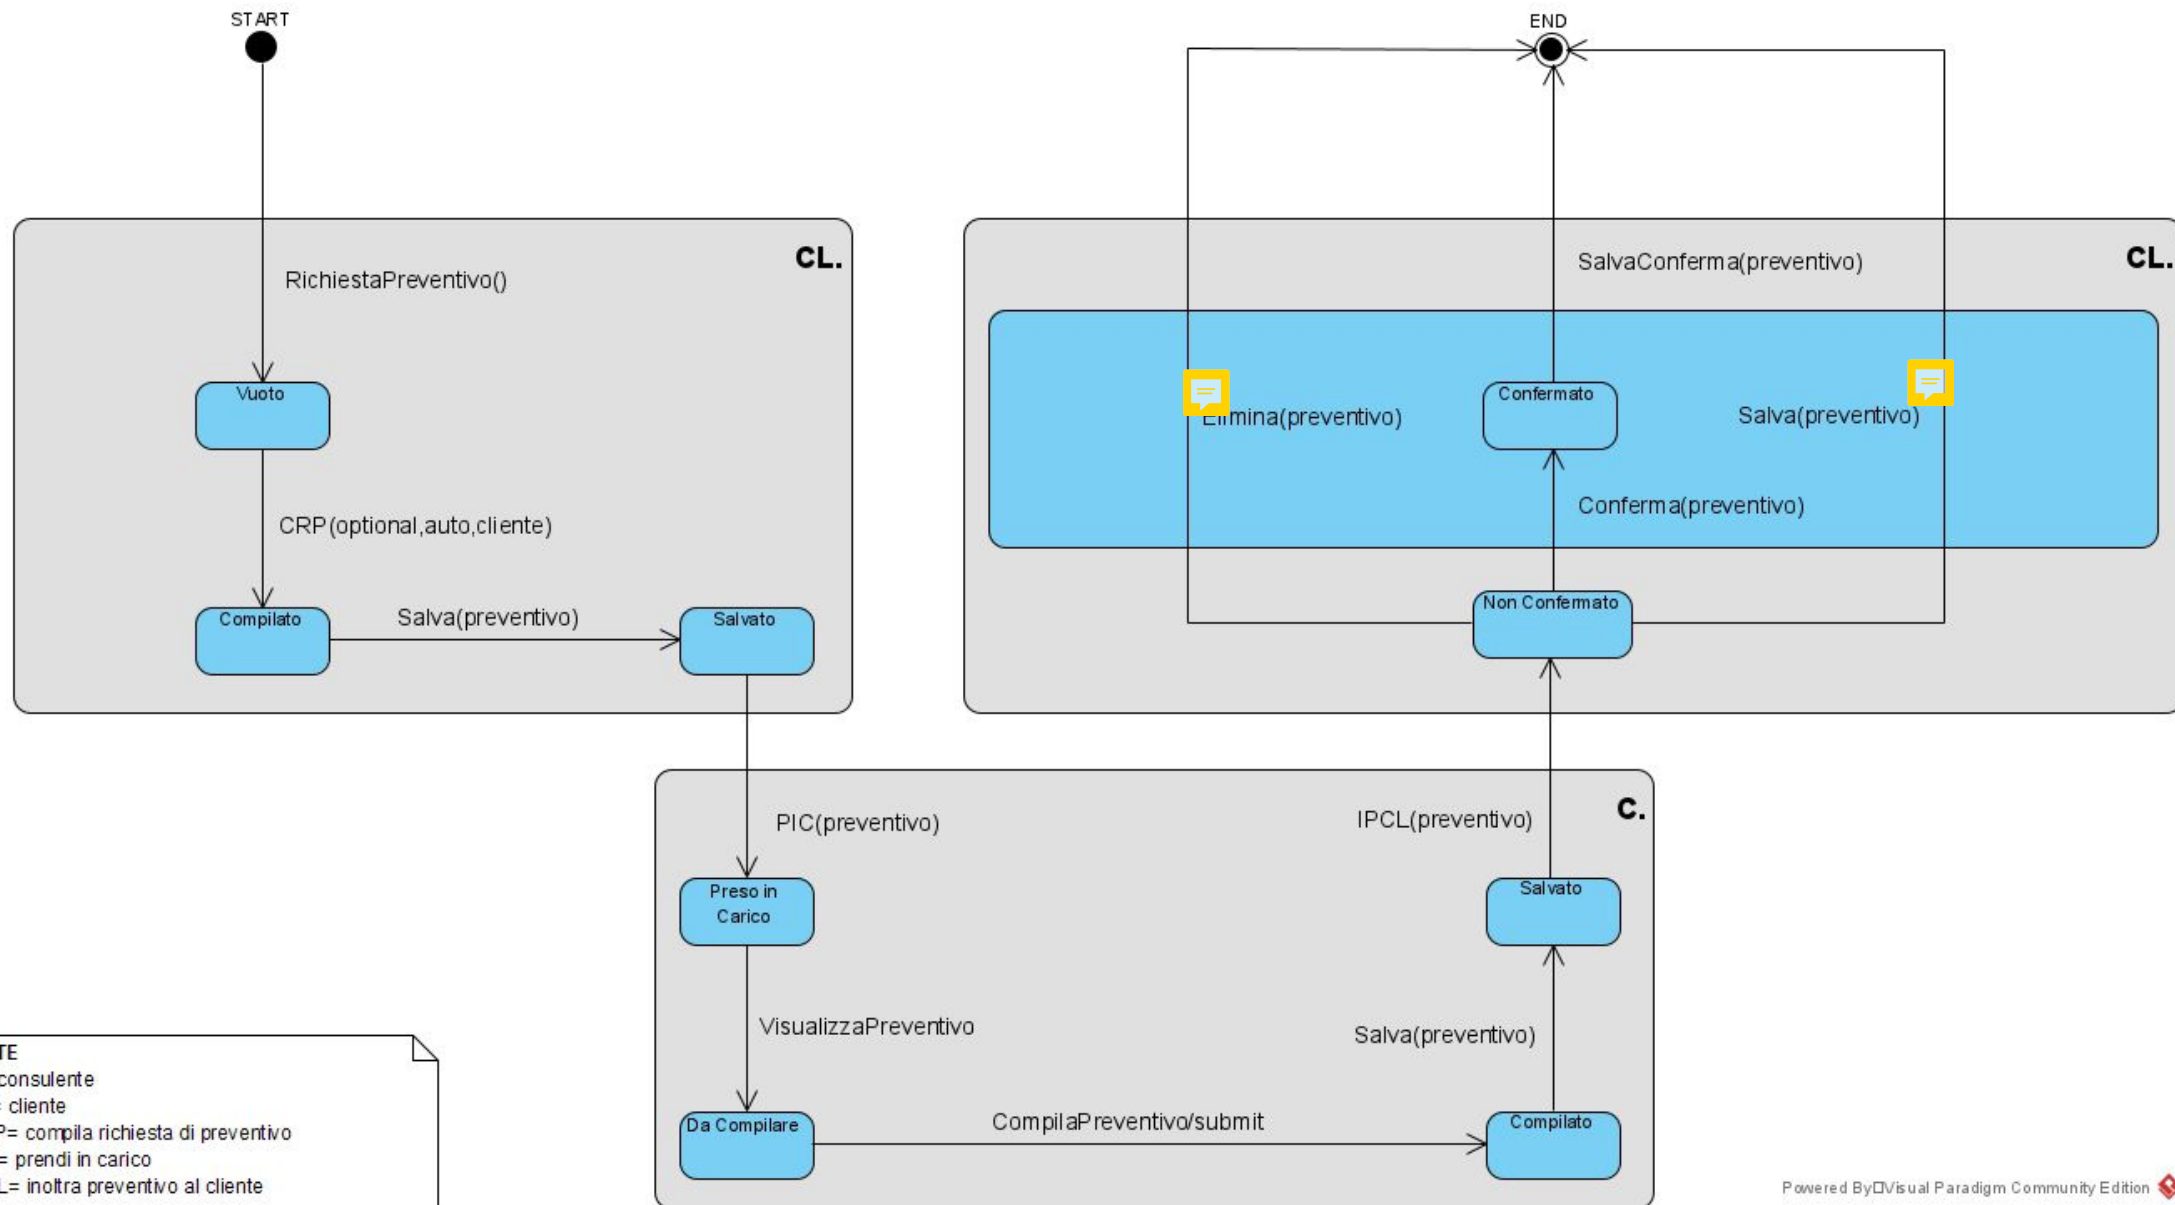 START
END
CL.
CL.
RichiestaPreventivo()
SalvaConferma(preventivo)
Vuoto
Confermato
Elimina(preventivo)
Salva(preventivo)
Conferma(preventivo)
CRP(optional,auto,cliente)
Compilato
Salva(preventivo)
Salvato
Non Confermato
C.
PIC(preventivo)
IPCL(preventivo)
Preso in
Carico
Salvato
VisualizzaPreventivo
Salva(preventivo)
Da Compilare
CompilaPreventivo/submit
Compilato
TE
consulente
= cliente
P= compila richiesta di preventivo
= prendi in carico
L= inoltra preventivo al cliente
Powered By Visual Paradigm Community Edition